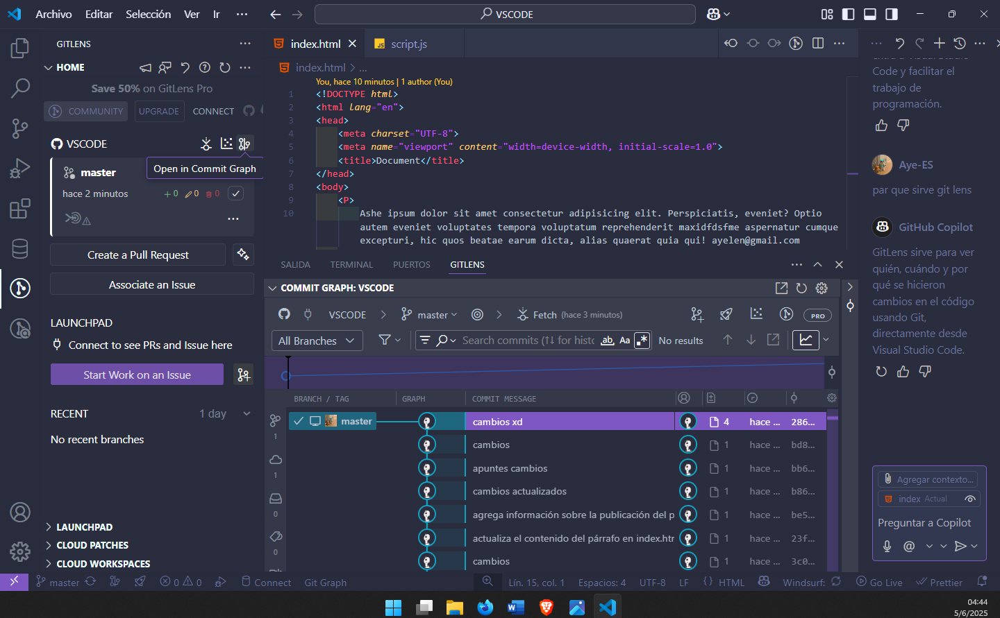 Archivo Editar Selección Ver Ir ···
VSCODE
GITLENS
HOME
Save 50% on GitLens Pro
COMMUNITY UPGRADE CONNECT
VSCODE
Open in Commit Graph
master
hace 2 minutos +0 0 0
Create a Pull Request
Associate an Issue
LAUNCHPAD
Connect to see PRs and Issue here
Start Work on an Issue
RECENT 1 day
No recent branches
LAUNCHPAD
CLOUD PATCHES
CLOUD WORKSPACES
index.html JS script.js
index.html > ...
You, hace 10 minutos | 1 author (You)
1 <!DOCTYPE html>
2 <html lang="en">
3 <head>
4 <meta charset="UTF-8">
5 <meta name="viewport" content="width=device-width, initial-scale=1.0">
6 <title>Document</title>
7 </head>
8 <body>
9 <P>
10 Ashe ipsum dolor sit amet consectetur adipisicing elit. Perspiciatis, eveniet? Optio
autem eveniet voluptates tempora voluptatum reprehenderit maxidfdsfme aspernatur cumque
excepturi, hic quos beatae earum dicta, alias quaerat quia qui! ayelen@gmail.com
SALIDA TERMINAL PUERTOS GITLENS
COMMIT GRAPH: VSCODE
VSCODE > master > Fetch (hace 3 minutos) PRO
All Branches Search commits (↑↓ for histo ab Aa .* No results
BRANCH / TAG GRAPH COMMIT MESSAGE
master cambios xd 4 hace ... 286...
cambios 1 hace ... bd8...
apuntes cambios 1 hace ... bb6...
cambios actualizados 1 hace ... b86...
agrega información sobre la publicación del p 1 hace ... be5...
actualiza el contenido del párrafo en index.htr 1 hace ... 23f...
cambios 1 hace ... 3c0...
1
1
0
0
Code y facilitar el
trabajo de
programación.
Aye-ES
par que sirve git lens
GitHub Copilot
GitLens sirve para ver
quién, cuándo y por
qué se hicieron
cambios en el código
usando Git,
directamente desde
Visual Studio Code.
Agregar contexto...
index Actual
Preguntar a Copilot
master 0 0 Connect Git Graph Lín. 15, col. 1 Espacios: 4 UTF-8 LF {} HTML Windsurf: Go Live Prettier
04:44
5/6/2025